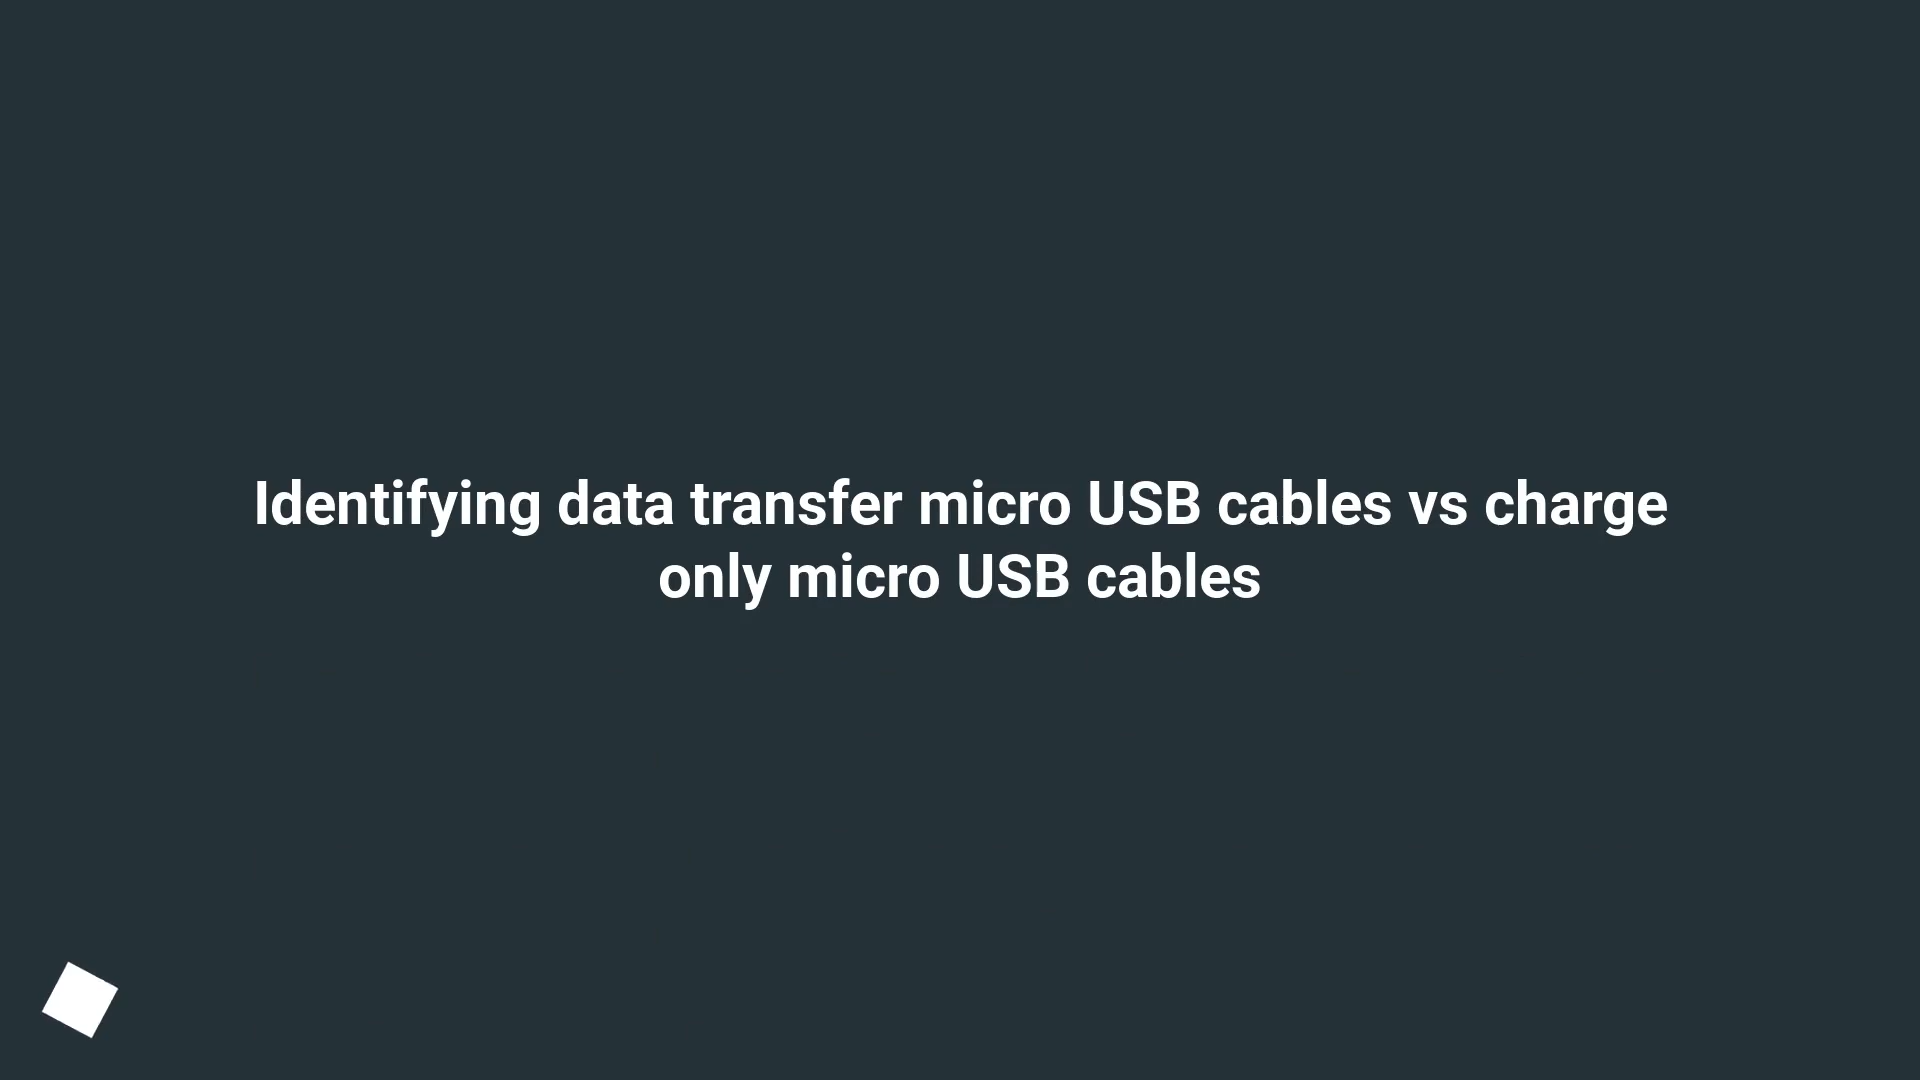 Identifying data transfer micro USB cables vs charge
only micro USB cables